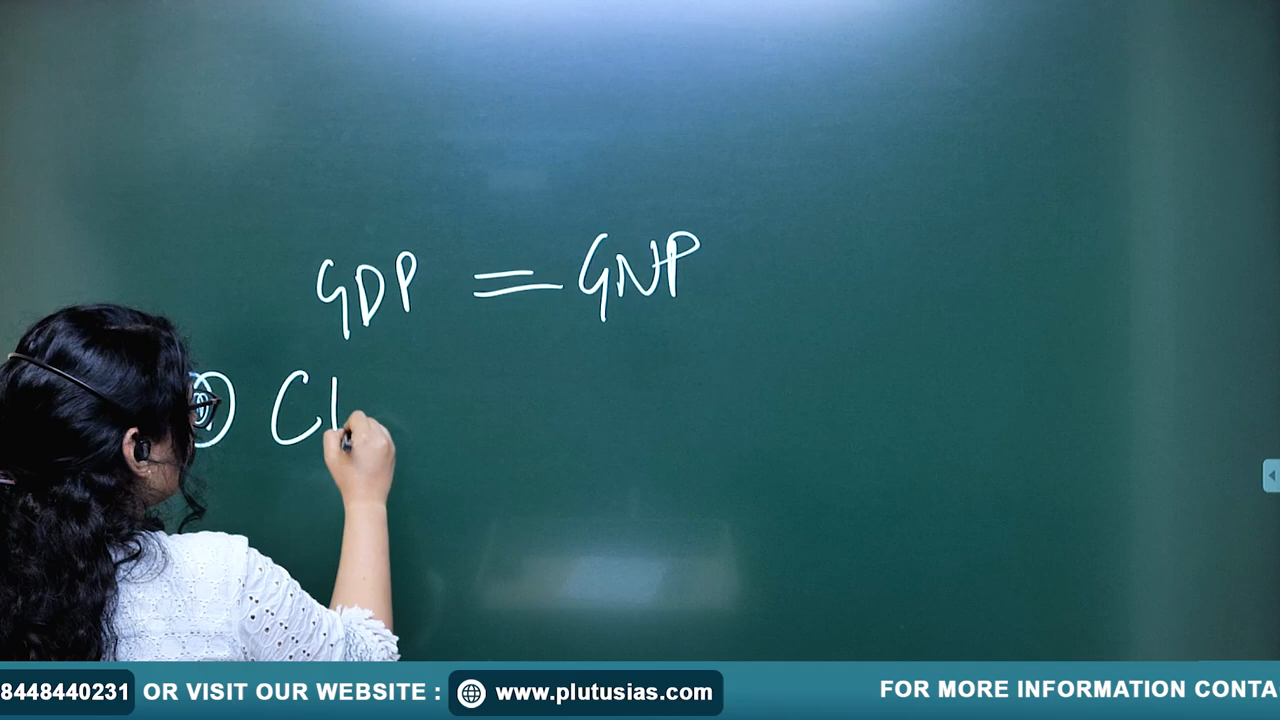 GDP = GNP
Cl
8448440231 OR VISIT OUR WEBSITE : www.plutusias.com FOR MORE INFORMATION CONTA